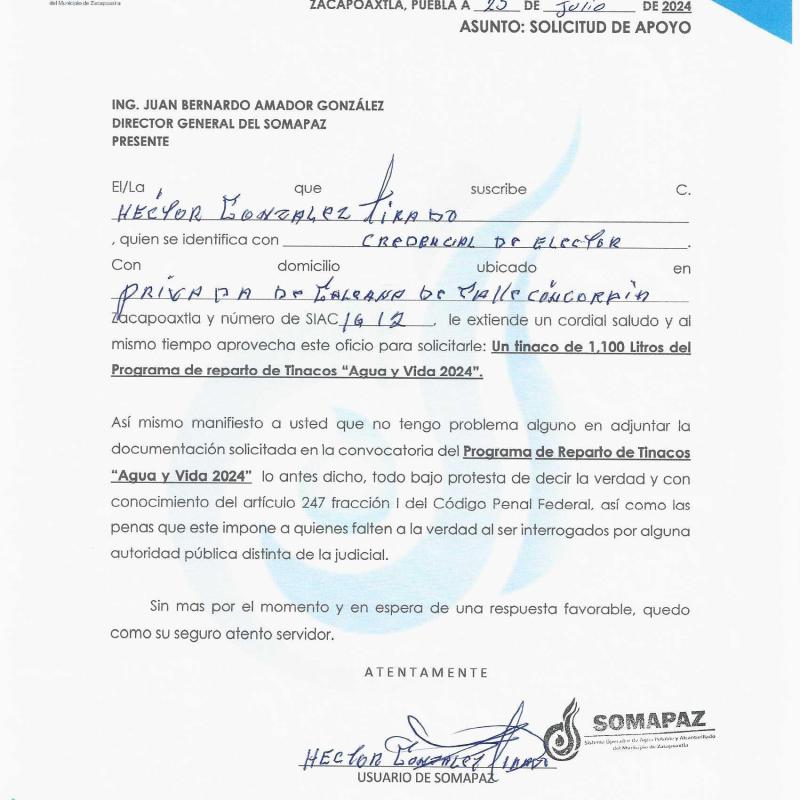 del Municipio de Zacapoaxtla
ZACAPOAXTLA, PUEBLA A 25 DE Julio DE 2024
ASUNTO: SOLICITUD DE APOYO
ING. JUAN BERNARDO AMADOR GONZÁLEZ
DIRECTOR GENERAL DEL SOMAPAZ
PRESENTE
El/La que suscribe C.
HECTOR GONZALEZ TIRADO
, quien se identifica con CREDENCIAL DE ELECTOR.
Con domicilio ubicado en
PRIVADA DE GALEANA DE
Zacapoaxtla y número de SIAC 1612, le extiende un cordial saludo y al
mismo tiempo aprovecha este oficio para solicitarle: Un tinaco de 1,100 Litros del
Programa de reparto de Tinacos “Agua y Vida 2024”.
Así mismo manifiesto a usted que no tengo problema alguno en adjuntar la
documentación solicitada en la convocatoria del Programa de Reparto de Tinacos
“Agua y Vida 2024” lo antes dicho, todo bajo protesta de decir la verdad y con
conocimiento del artículo 247 fracción I del Código Penal Federal, así como las
penas que este impone a quienes falten a la verdad al ser interrogados por alguna
autoridad pública distinta de la judicial.
Sin mas por el momento y en espera de una respuesta favorable, quedo
como su seguro atento servidor.
ATENTAMENTE
HECTOR GONZALEZ TIRADO
USUARIO DE SOMAPAZ
SOMAPAZ
Sistema Operador de Agua Potable y Alcantarillado
del Municipio de Zacapoaxtla